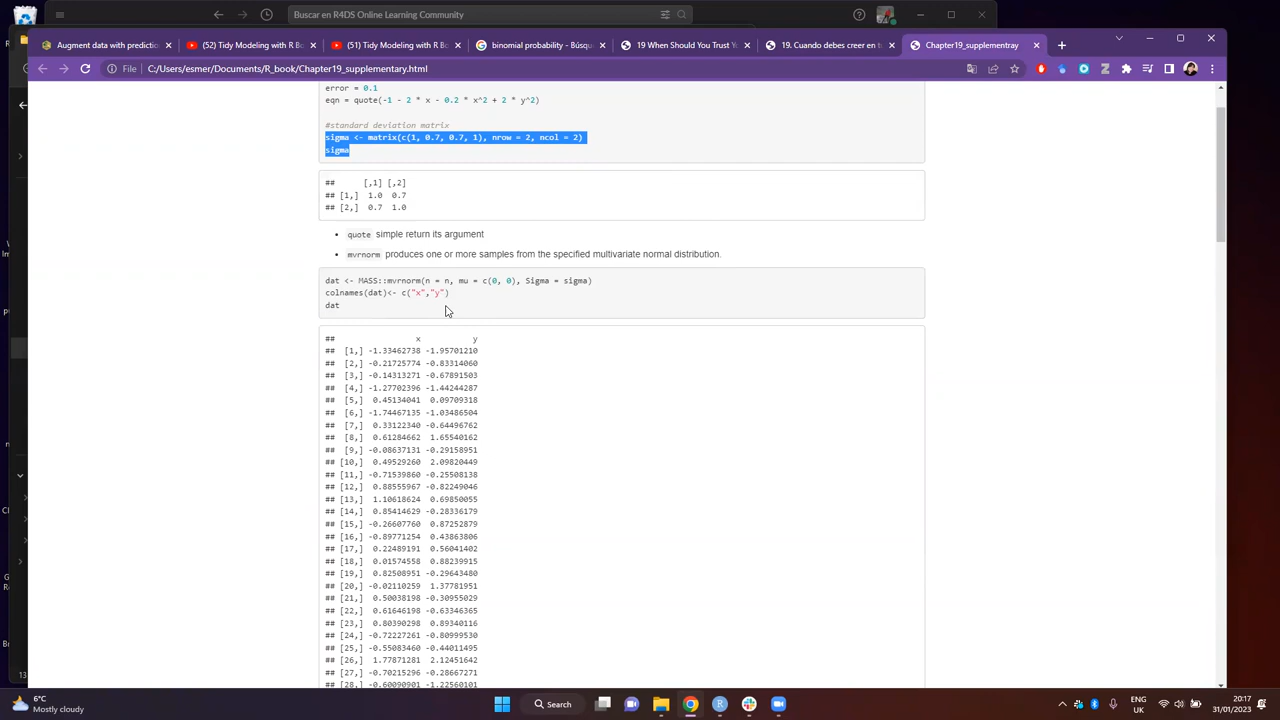 Buscar en R4DS Online Learning Community
Augment data with predictio
(52) Tidy Modeling with R Bo
(51) Tidy Modeling with R Bo
binomial probability - Búsqu
19 When Should You Trust Yo
19. Cuando debes creer en t
Chapter19_supplementray
File C:/Users/esmer/Documents/R_book/Chapter19_supplementary.html
error = 0.1
eqn = quote(-1 - 2 * x - 0.2 * x^2 + 2 * y^2)
#standard deviation matrix
sigma <- matrix(c(1, 0.7, 0.7, 1), nrow = 2, ncol = 2)
sigma
## [,1] [,2]
## [1,] 1.0 0.7
## [2,] 0.7 1.0
• quote simple return its argument
• mvrnorm produces one or more samples from the specified multivariate normal distribution.
dat <- MASS::mvrnorm(n = n, mu = c(0, 0), Sigma = sigma)
colnames(dat)<- c("x","y")
dat
## x y
## [1,] -1.33462738 -1.95701210
## [2,] -0.21725774 -0.83314060
## [3,] -0.14313271 -0.67891503
## [4,] -1.27702396 -1.44244287
## [5,] 0.45134041 0.09709318
## [6,] -1.74467135 -1.03486504
## [7,] 0.33122340 -0.64496762
## [8,] 0.61284662 1.65540162
## [9,] -0.08637131 -0.29158951
## [10,] 0.49529260 2.09820449
## [11,] -0.71539860 -0.25508138
## [12,] 0.88555967 -0.82249046
## [13,] 1.10618624 0.69850055
## [14,] 0.85414629 -0.28336179
## [15,] -0.26607760 0.87252879
## [16,] -0.89771254 0.43863806
## [17,] 0.22489191 0.56041402
## [18,] 0.01574558 0.88239915
## [19,] 0.82508951 -0.29643480
## [20,] -0.02110259 1.37781951
## [21,] 0.50038198 -0.30955029
## [22,] 0.61646198 -0.63346365
## [23,] 0.80390298 0.89340116
## [24,] -0.72227261 -0.80999530
## [25,] -0.55083460 -0.44011495
## [26,] 1.77871281 2.12451642
## [27,] -0.70215296 -0.28667271
## [28,] -0.60090901 -1.22560101
6°C
Mostly cloudy
Search
ENG
UK
20:17
31/01/2023